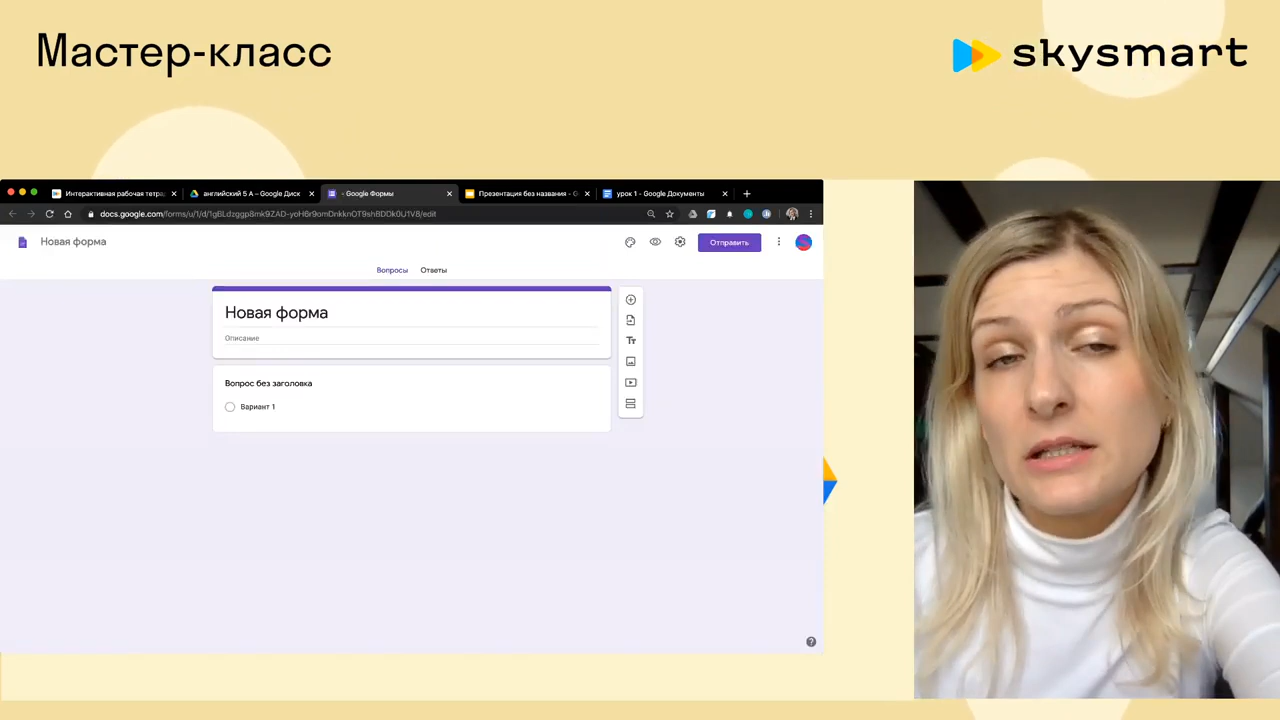 Мастер-класс
skysmart
Интерактивная рабочая тетра
английский 5 А – Google Диск
- Google Формы
Презентация без названия - G
урок 1 - Google Документы
Новая форма
Отправить
Вопросы
Ответы
Новая форма
Описание
Вопрос без заголовка
Вариант 1